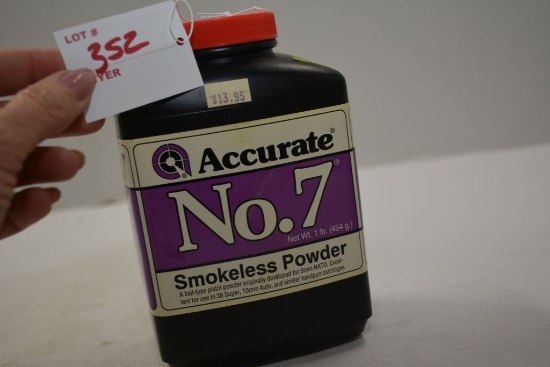 LOT #
352
YER
$13.95
Accurate®
No.7®
Net Wt. 1 lb. (454 g.)
Smokeless Powder
A ball-type pistol powder originally developed for 9mm NATO. Excel-
lent for use in 38 Super, 10mm Auto, and similar handgun cartridges.